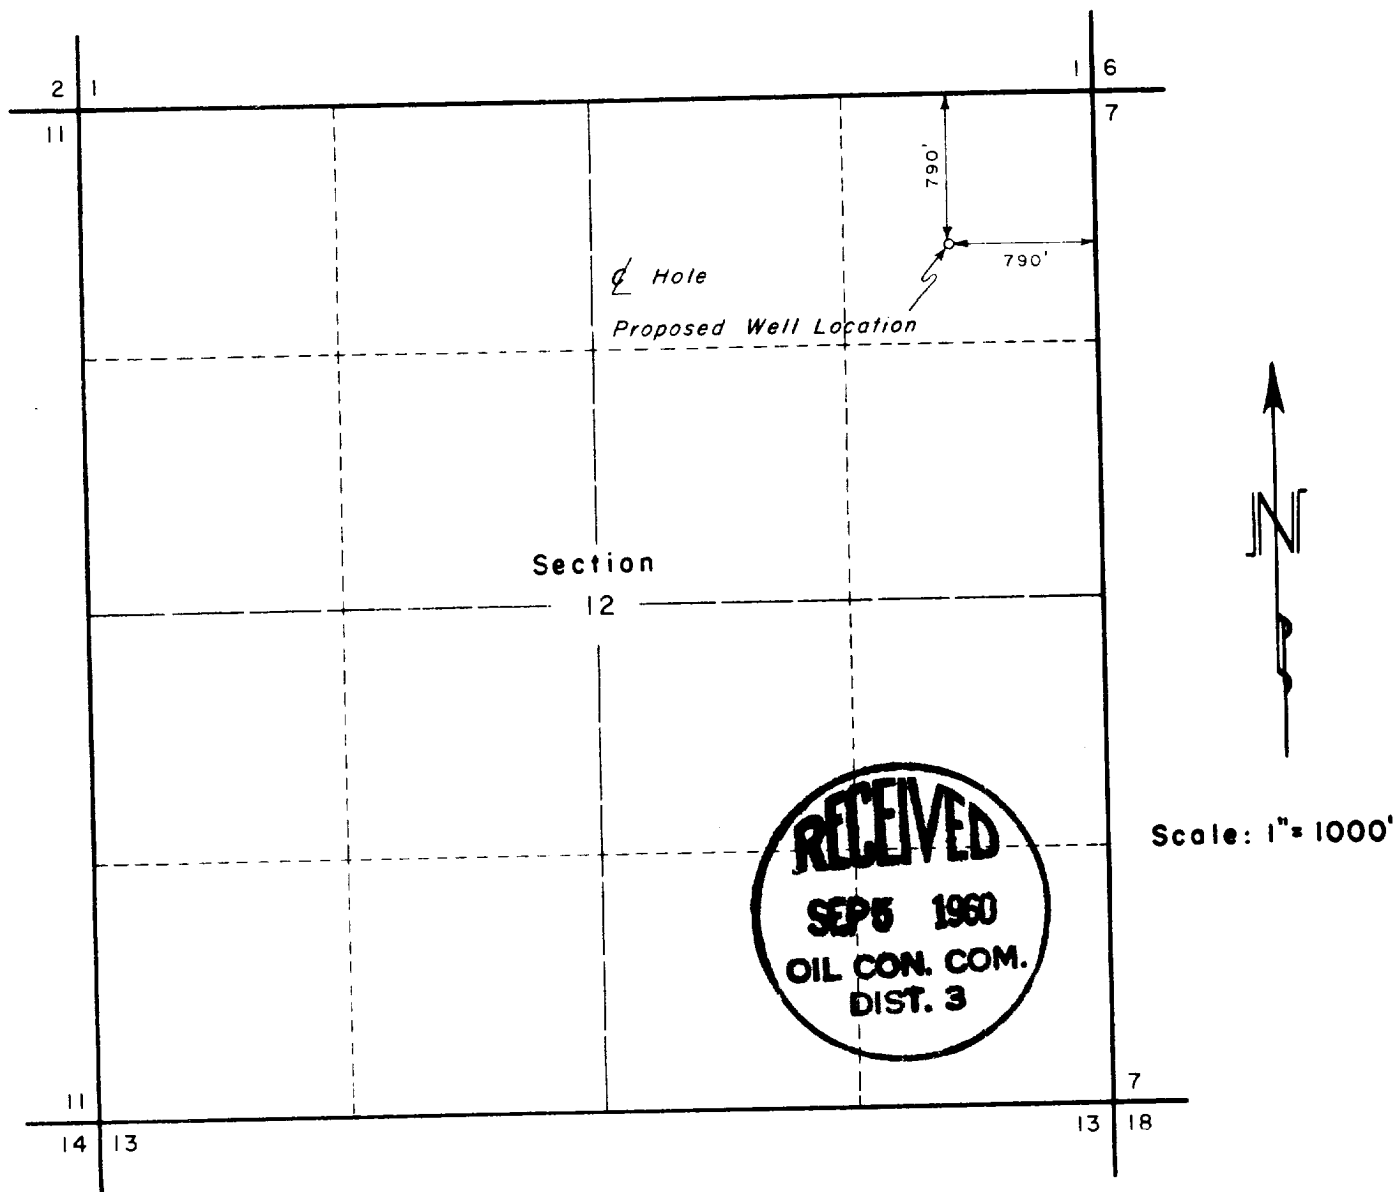 2 1
1 6
11
7
790'
790'
℄ Hole
Proposed Well Location
N
Section
12
Scale: 1"= 1000'
RECEIVED
SEP 1960
OIL CON. COM.
DIST. 3
11
7
14 13
13 18